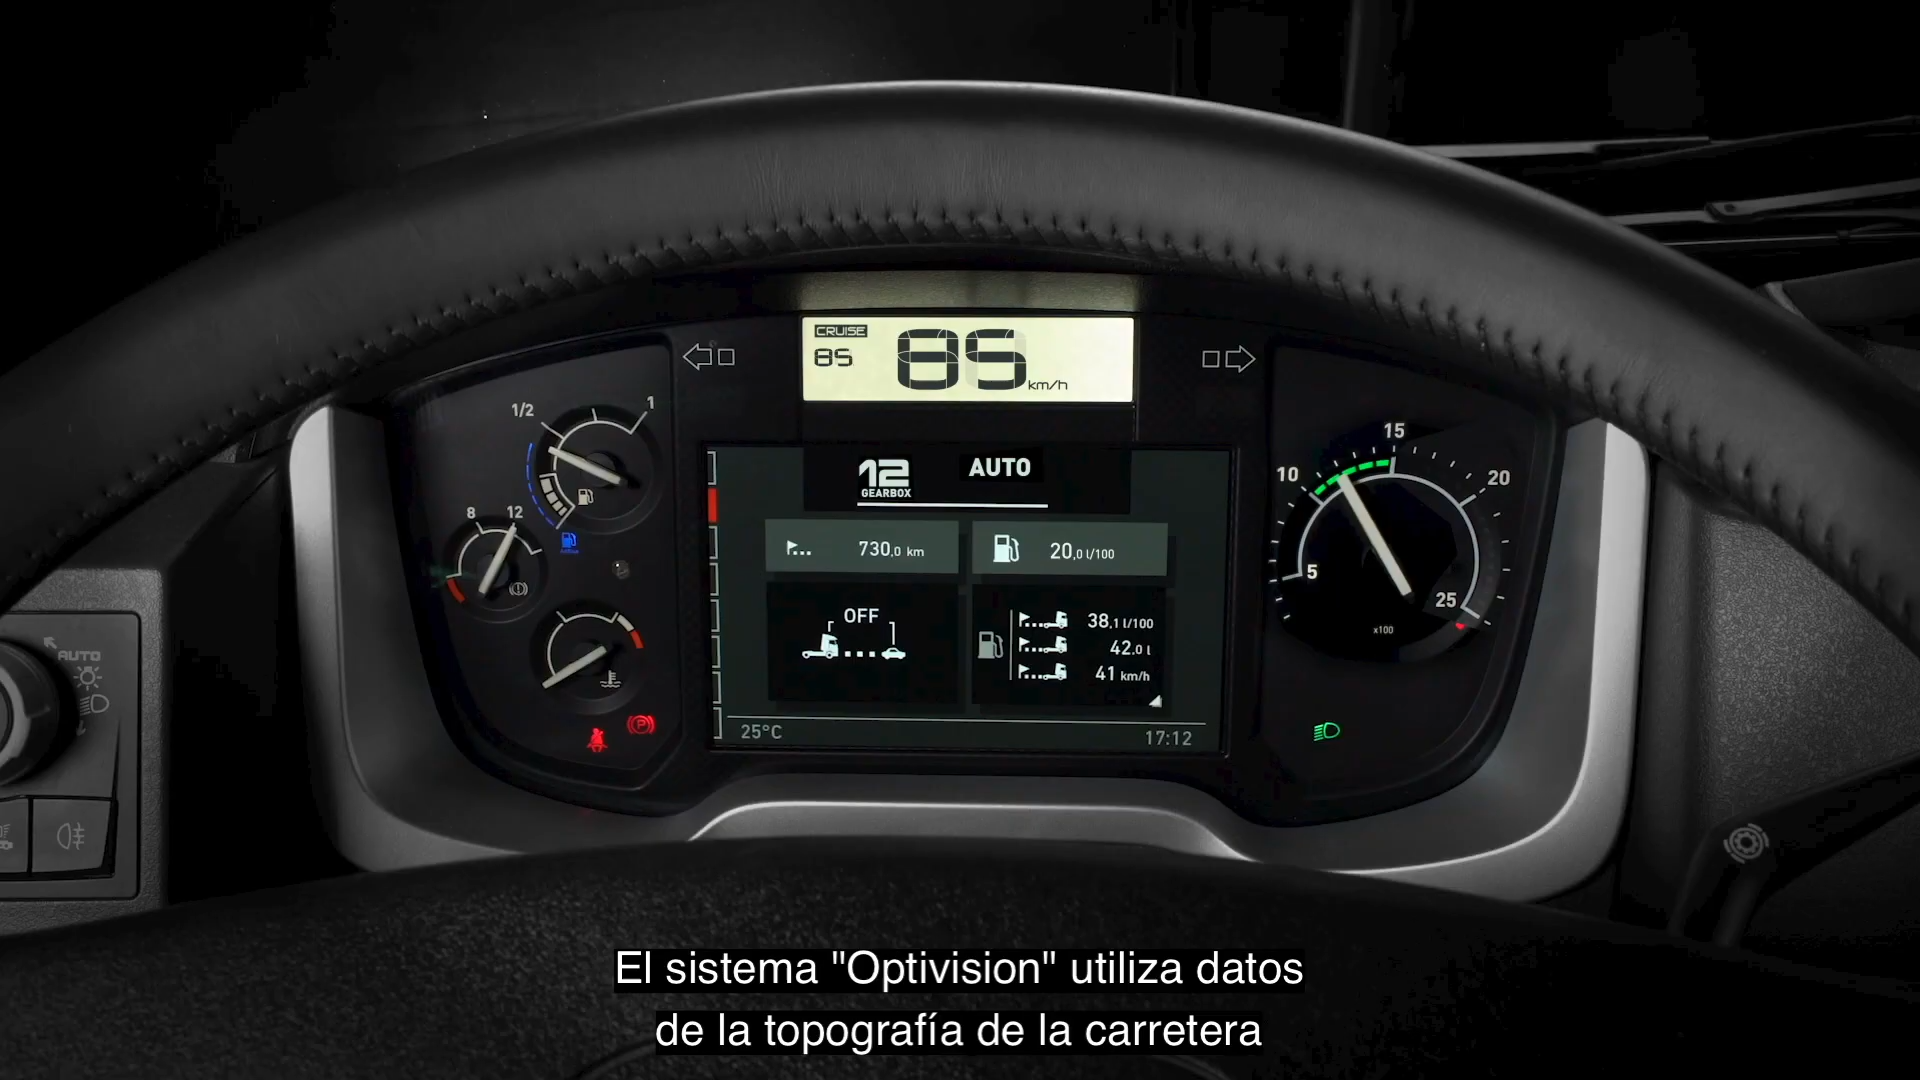 CRUISE
85
85 km/h
1/2
1
8
12
12
GEARBOX
AUTO
730,0 km
20,0 l/100
OFF
38,1 l/100
42,0 l
41 km/h
25°C
17:12
5
10
15
20
25
x100
AUTO
El sistema "Optivision" utiliza datos
de la topografía de la carretera